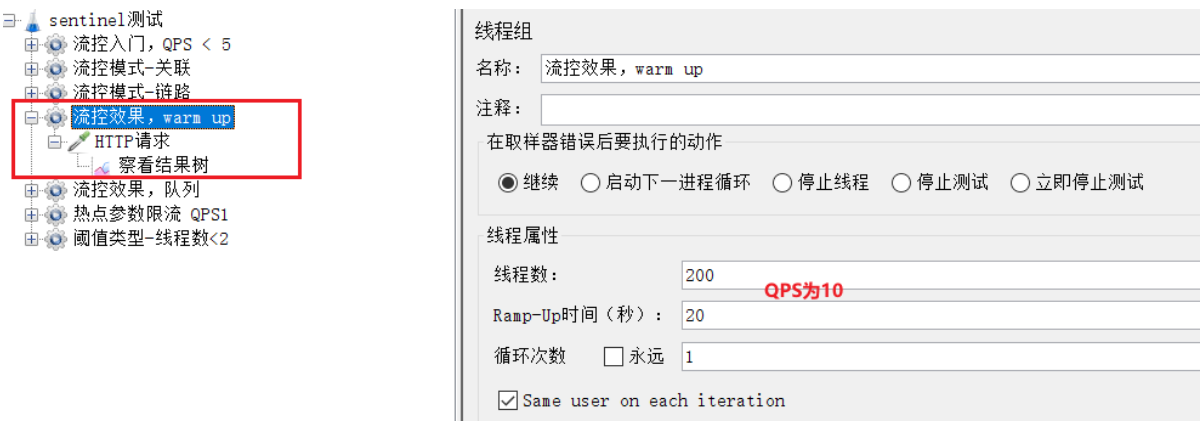 sentinel测试
流控入门，QPS < 5
流控模式-关联
流控模式-链路
流控效果，warm up
HTTP请求
察看结果树
流控效果，队列
热点参数限流 QPS1
阈值类型-线程数<2
线程组
名称： 流控效果，warm up
注释：
在取样器错误后要执行的动作
继续 启动下一进程循环 停止线程 停止测试 立即停止测试
线程属性
线程数： 200
QPS为10
Ramp-Up时间（秒）： 20
循环次数 永远 1
Same user on each iteration